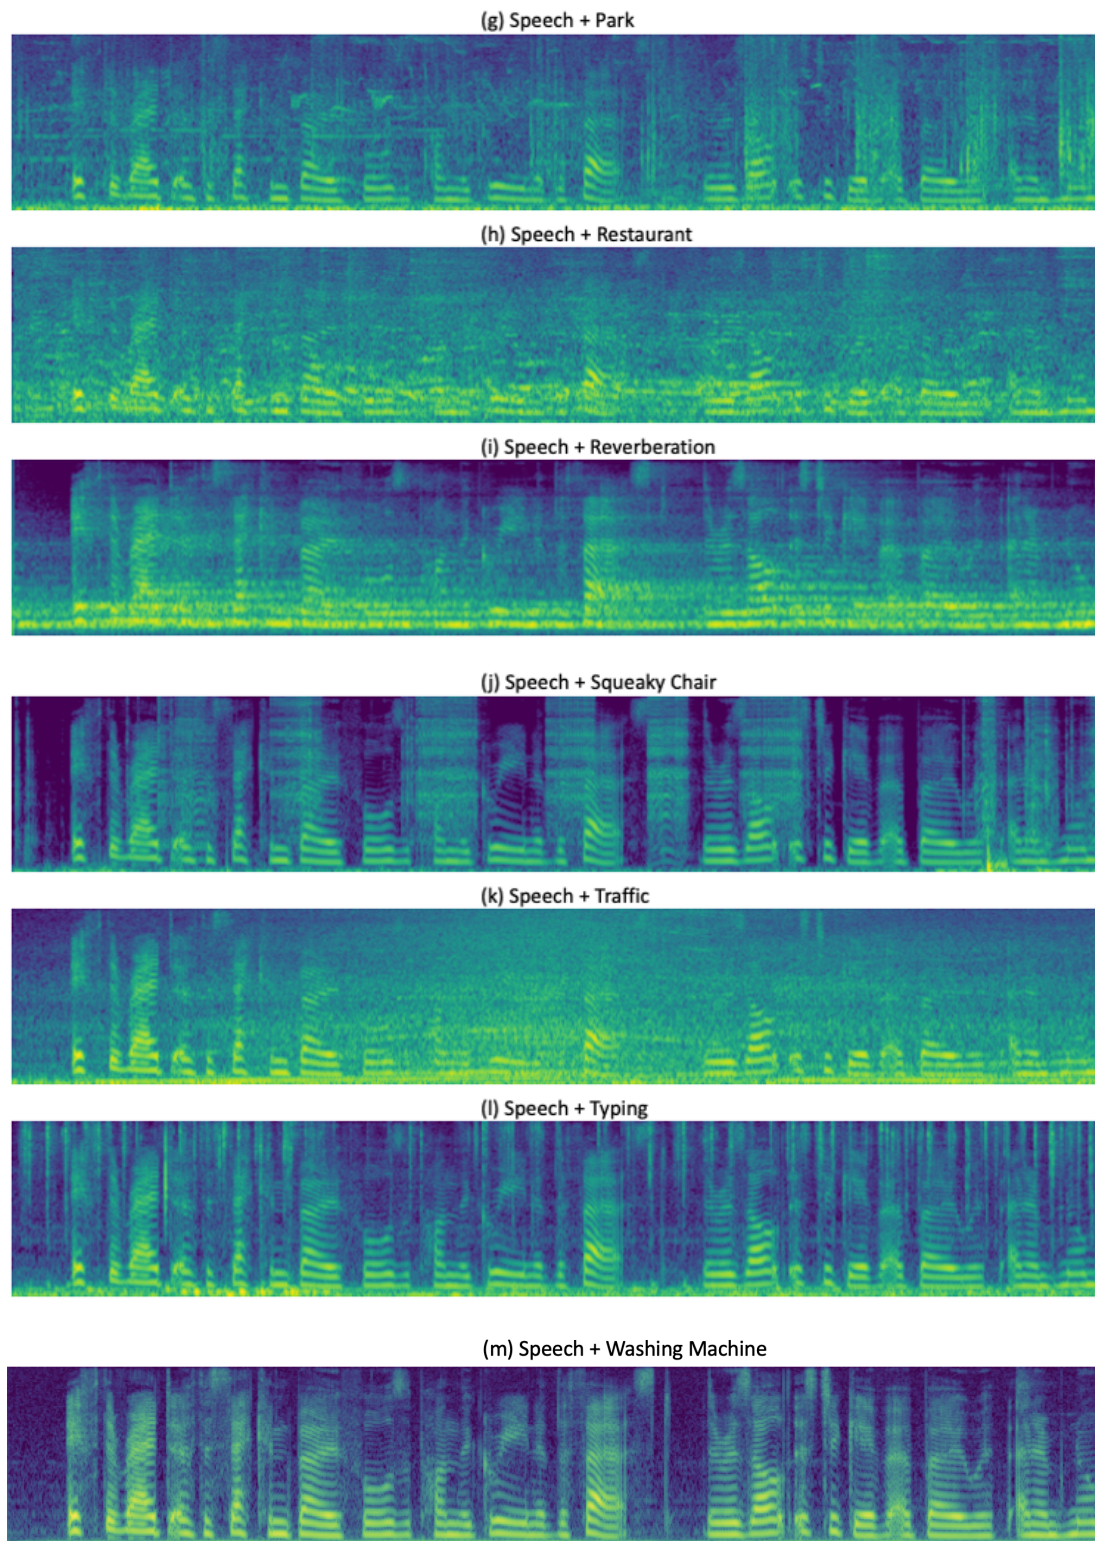 (g) Speech + Park
(h) Speech + Restaurant
(i) Speech + Reverberation
(j) Speech + Squeaky Chair
(k) Speech + Traffic
(l) Speech + Typing
(m) Speech + Washing Machine